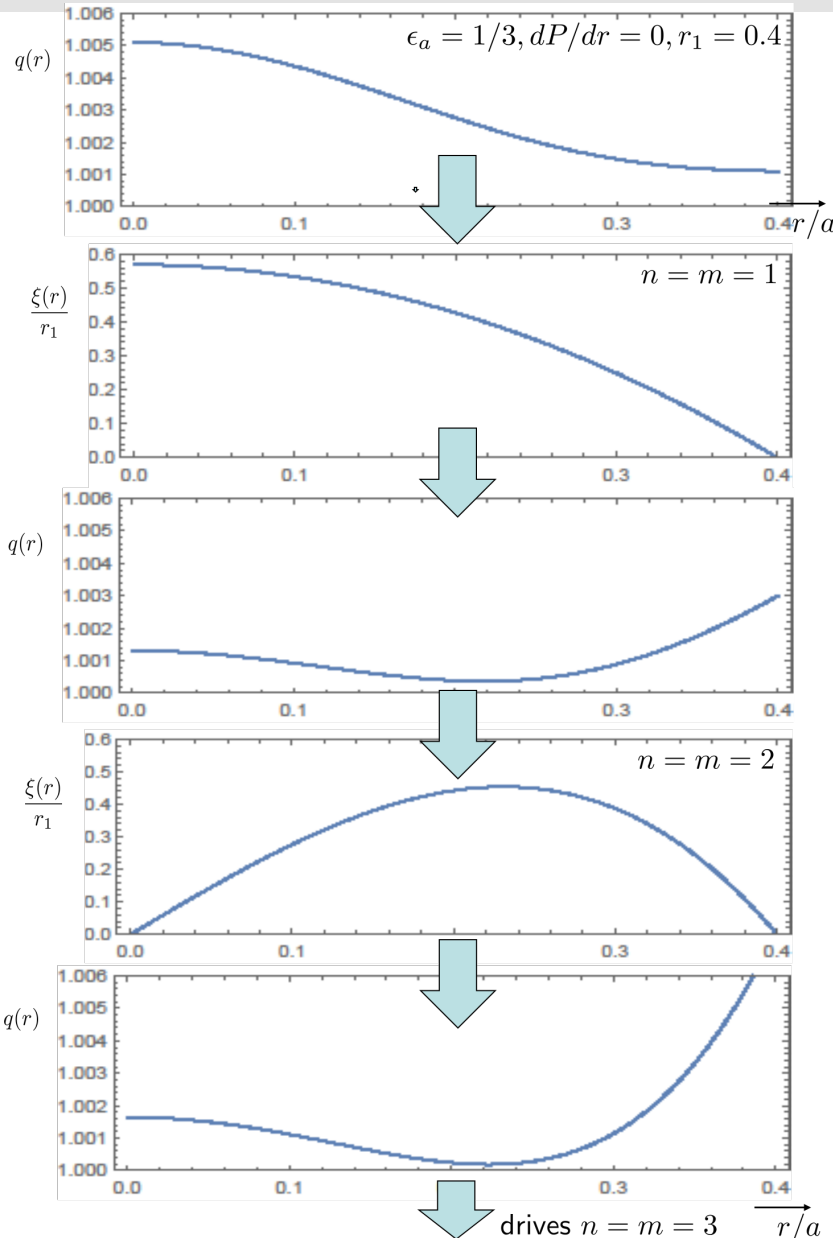 1.006
ϵ_a = 1/3, dP/dr = 0, r_1 = 0.4
q(r)
1.005
1.004
1.003
1.002
1.001
1.000
0.0 0.1 0.3 0.4
r/a
0.6
n = m = 1
ξ(r)/r_1
0.5
0.4
0.3
0.2
0.1
0.0
0.0 0.1 0.3 0.4
1.006
1.005
q(r)
1.004
1.003
1.002
1.001
1.000
0.0 0.1 0.3 0.4
0.6
n = m = 2
ξ(r)/r_1
0.5
0.4
0.3
0.2
0.1
0.0
0.0 0.1 0.3 0.4
1.006
1.005
q(r)
1.004
1.003
1.002
1.001
1.000
0.0 0.1 0.3 0.4
drives n = m = 3
r/a